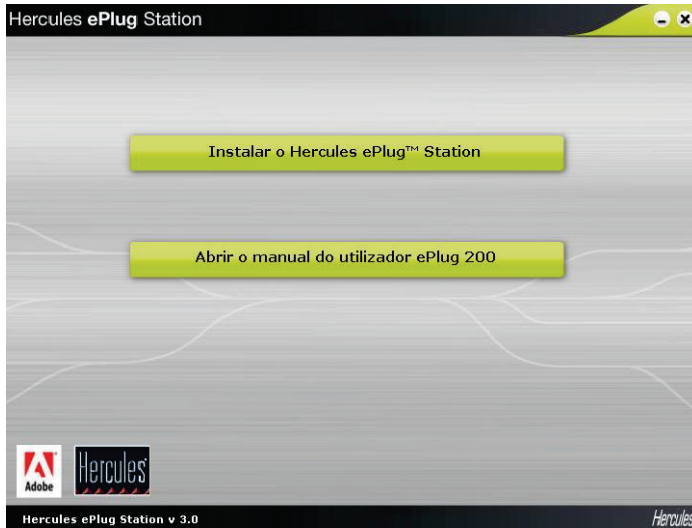 Hercules ePlug Station
Instalar o Hercules ePlug™ Station
Abrir o manual do utilizador ePlug 200
Adobe
Hercules
Hercules ePlug Station v 3.0
Hercules